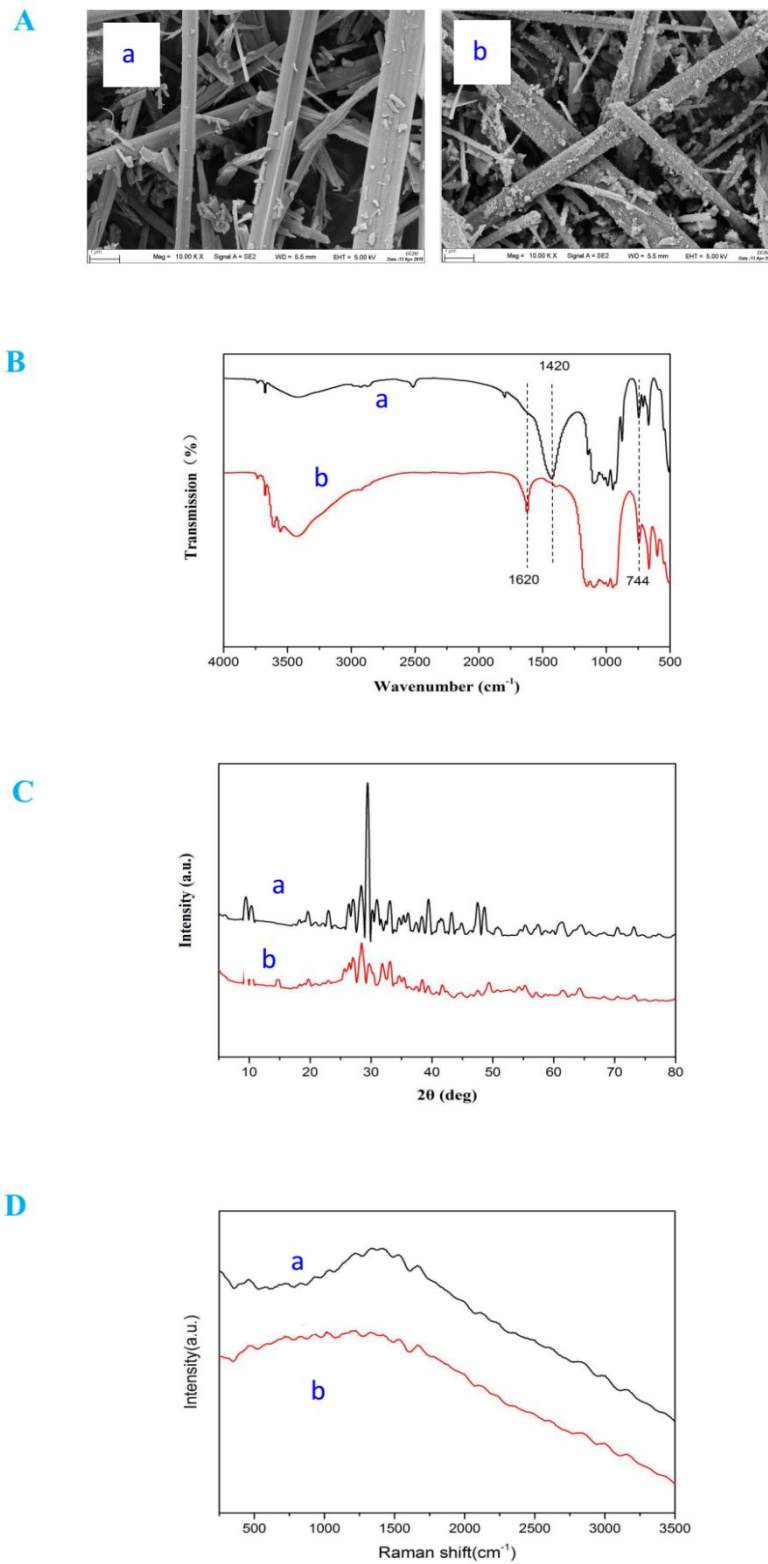 A
a
b
1 µm
Mag = 10.00 K X Signal A = SE2 WD = 5.5 mm EHT = 5.00 kV
Mag = 10.00 K X Signal A = SE2 WD = 5.5 mm EHT = 5.00 kV
B
1420
a
b
1620
744
Transmission (%)
4000 3500 3000 2500 2000 1500 1000 500
Wavenumber (cm⁻¹)
C
a
b
Intensity (a.u.)
10 20 30 40 50 60 70 80
2θ (deg)
D
a
b
Intensity(a.u.)
500 1000 1500 2000 2500 3000 3500
Raman shift(cm⁻¹)